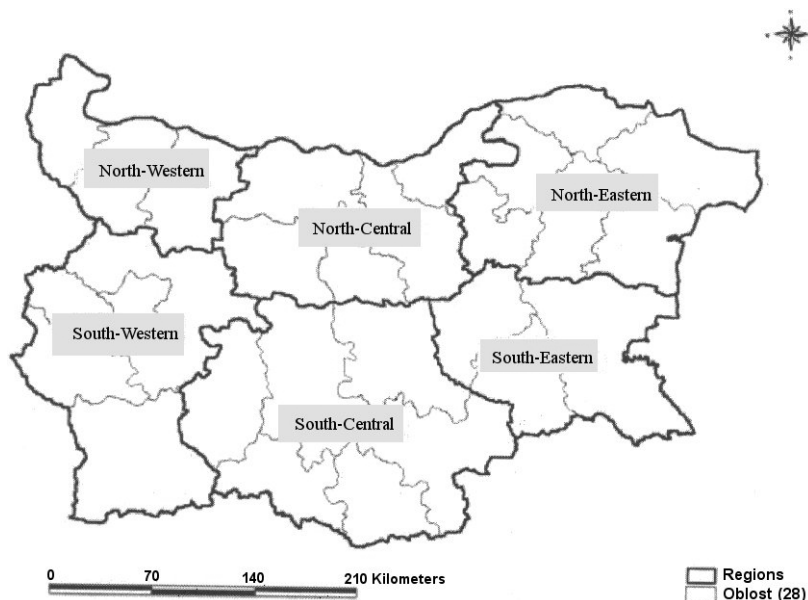 North-Western
North-Eastern
North-Central
South-Western
South-Eastern
South-Central
0 70 140 210 Kilometers
Regions
Oblost (28)